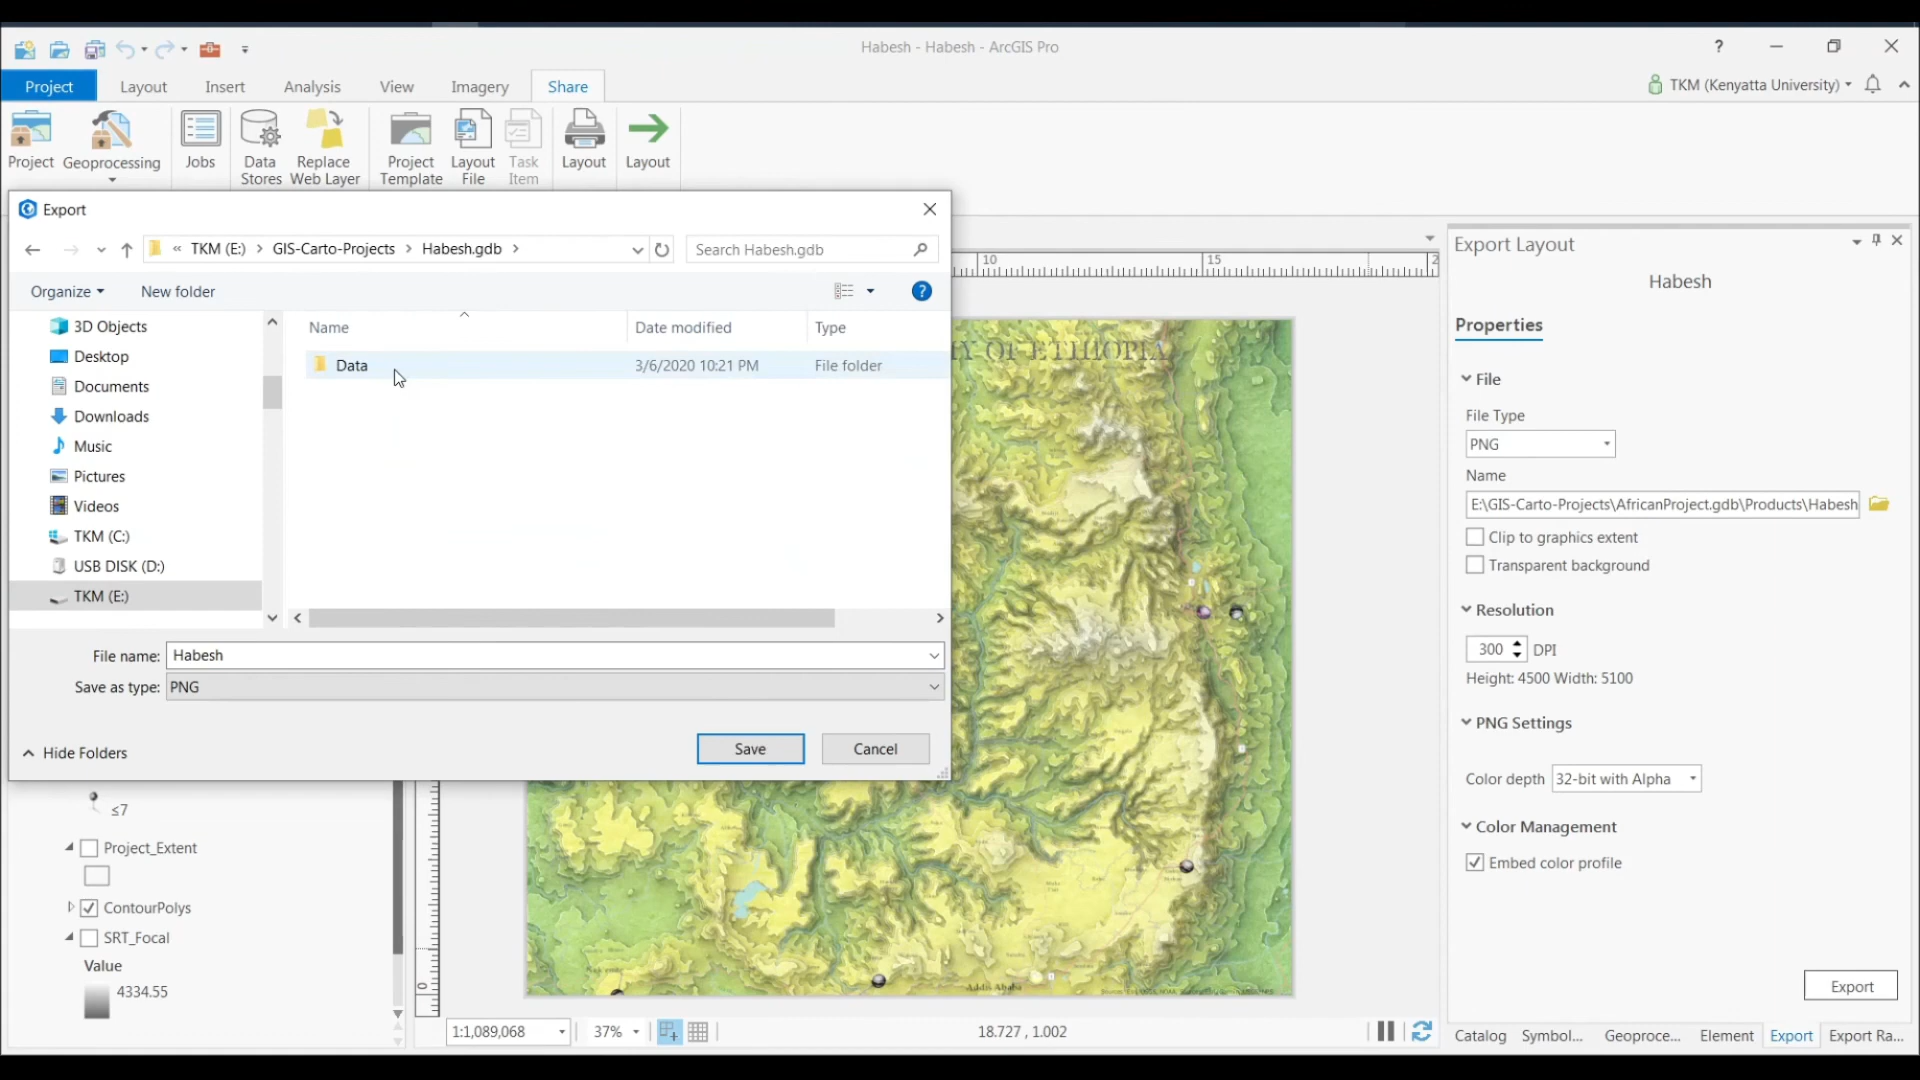 Habesh - Habesh - ArcGIS Pro
?
Project
Layout
Insert
Analysis
View
Imagery
Share
TKM (Kenyatta University)
Project
Geoprocessing
Jobs
Data
Stores
Replace
Web Layer
Project
Template
Layout
File
Task
Item
Layout
Layout
Export
« TKM (E:) > GIS-Carto-Projects > Habesh.gdb >
Search Habesh.gdb
Organize
New folder
?
3D Objects
Desktop
Documents
Downloads
Music
Pictures
Videos
TKM (C:)
USB DISK (D:)
TKM (E:)
Name
Date modified
Type
Data
3/6/2020 10:21 PM
File folder
File name: Habesh
Save as type: PNG
Hide Folders
Save
Cancel
10
15
2
Y OF ETHIOPIA
Addis Ababa
0
≤7
Project_Extent
ContourPolys
SRT_Focal
Value
4334.55
1:1,089,068
37%
18.727 , 1.002
Export Layout
Habesh
Properties
File
File Type
PNG
Name
E:\GIS-Carto-Projects\AfricanProject.gdb\Products\Habesh
Clip to graphics extent
Transparent background
Resolution
300 DPI
Height: 4500 Width: 5100
PNG Settings
Color depth 32-bit with Alpha
Color Management
Embed color profile
Export
Catalog
Symbol...
Geoproce...
Element
Export
Export Ra...